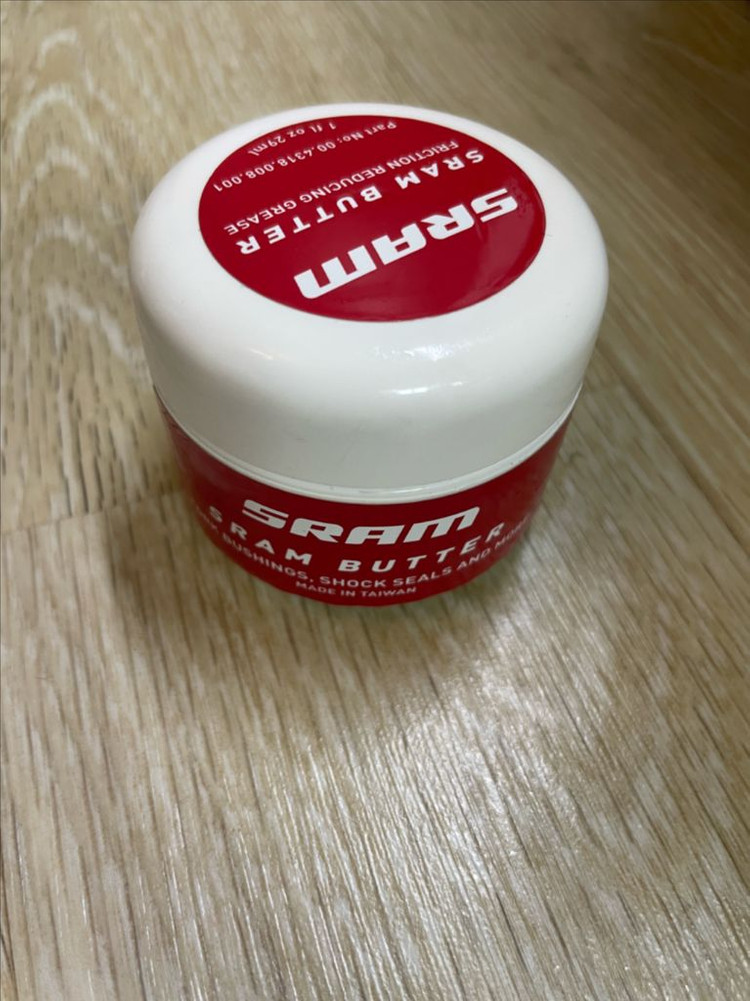 SRAM
SRAM BUTTER
FRICTION REDUCING GREASE
Part No: 00.4318.008.001
1 fl oz 29ml
SRAM
SRAM BUTTER
BUSHINGS, SHOCK SEALS AND MORE
MADE IN TAIWAN